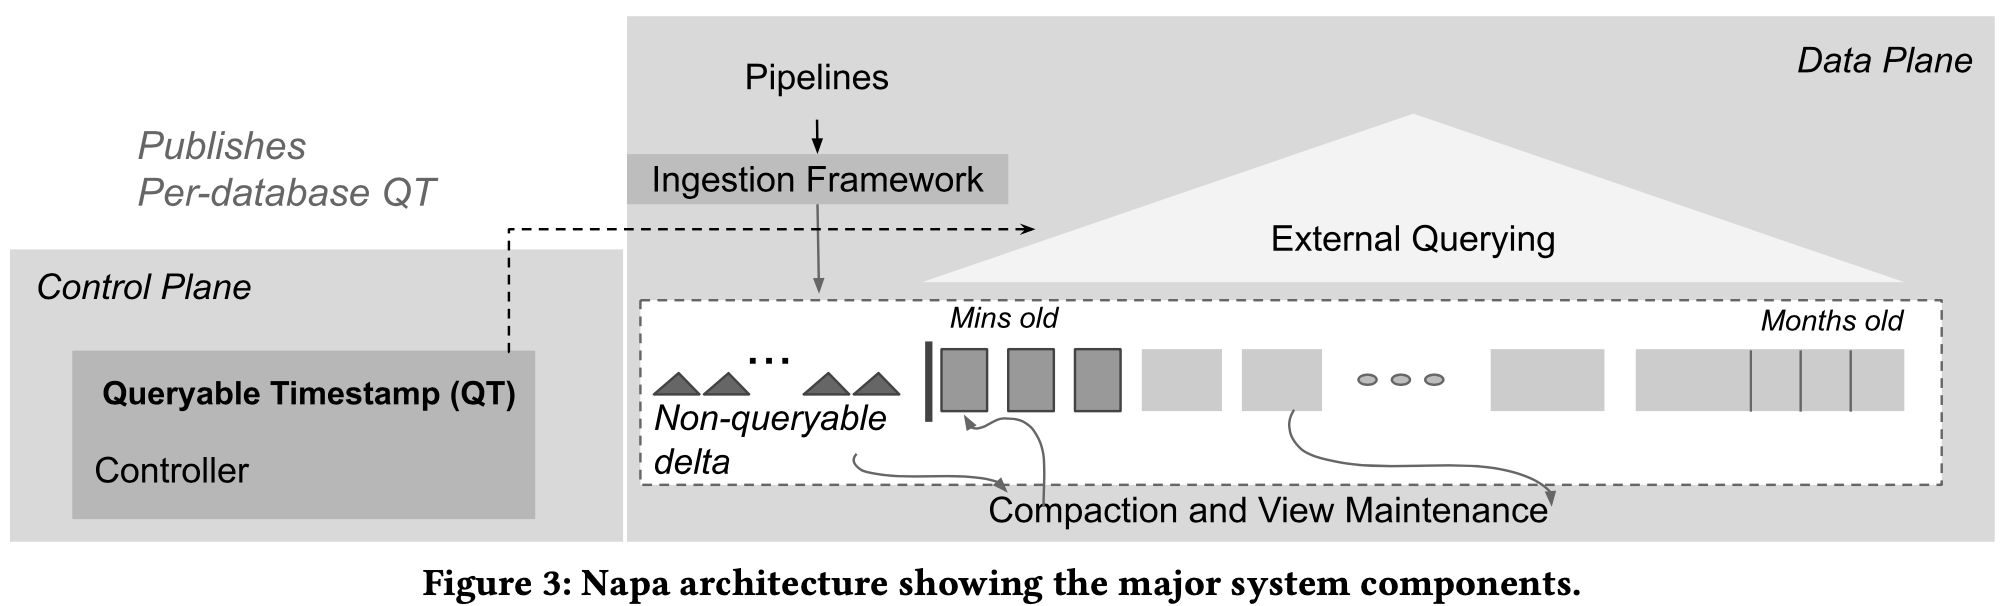 Data Plane
Pipelines
Publishes
Per-database QT
Ingestion Framework
External Querying
Control Plane
Mins old
Months old
Queryable Timestamp (QT)
...
Non-queryable
delta
Controller
Compaction and View Maintenance
Figure 3: Napa architecture showing the major system components.